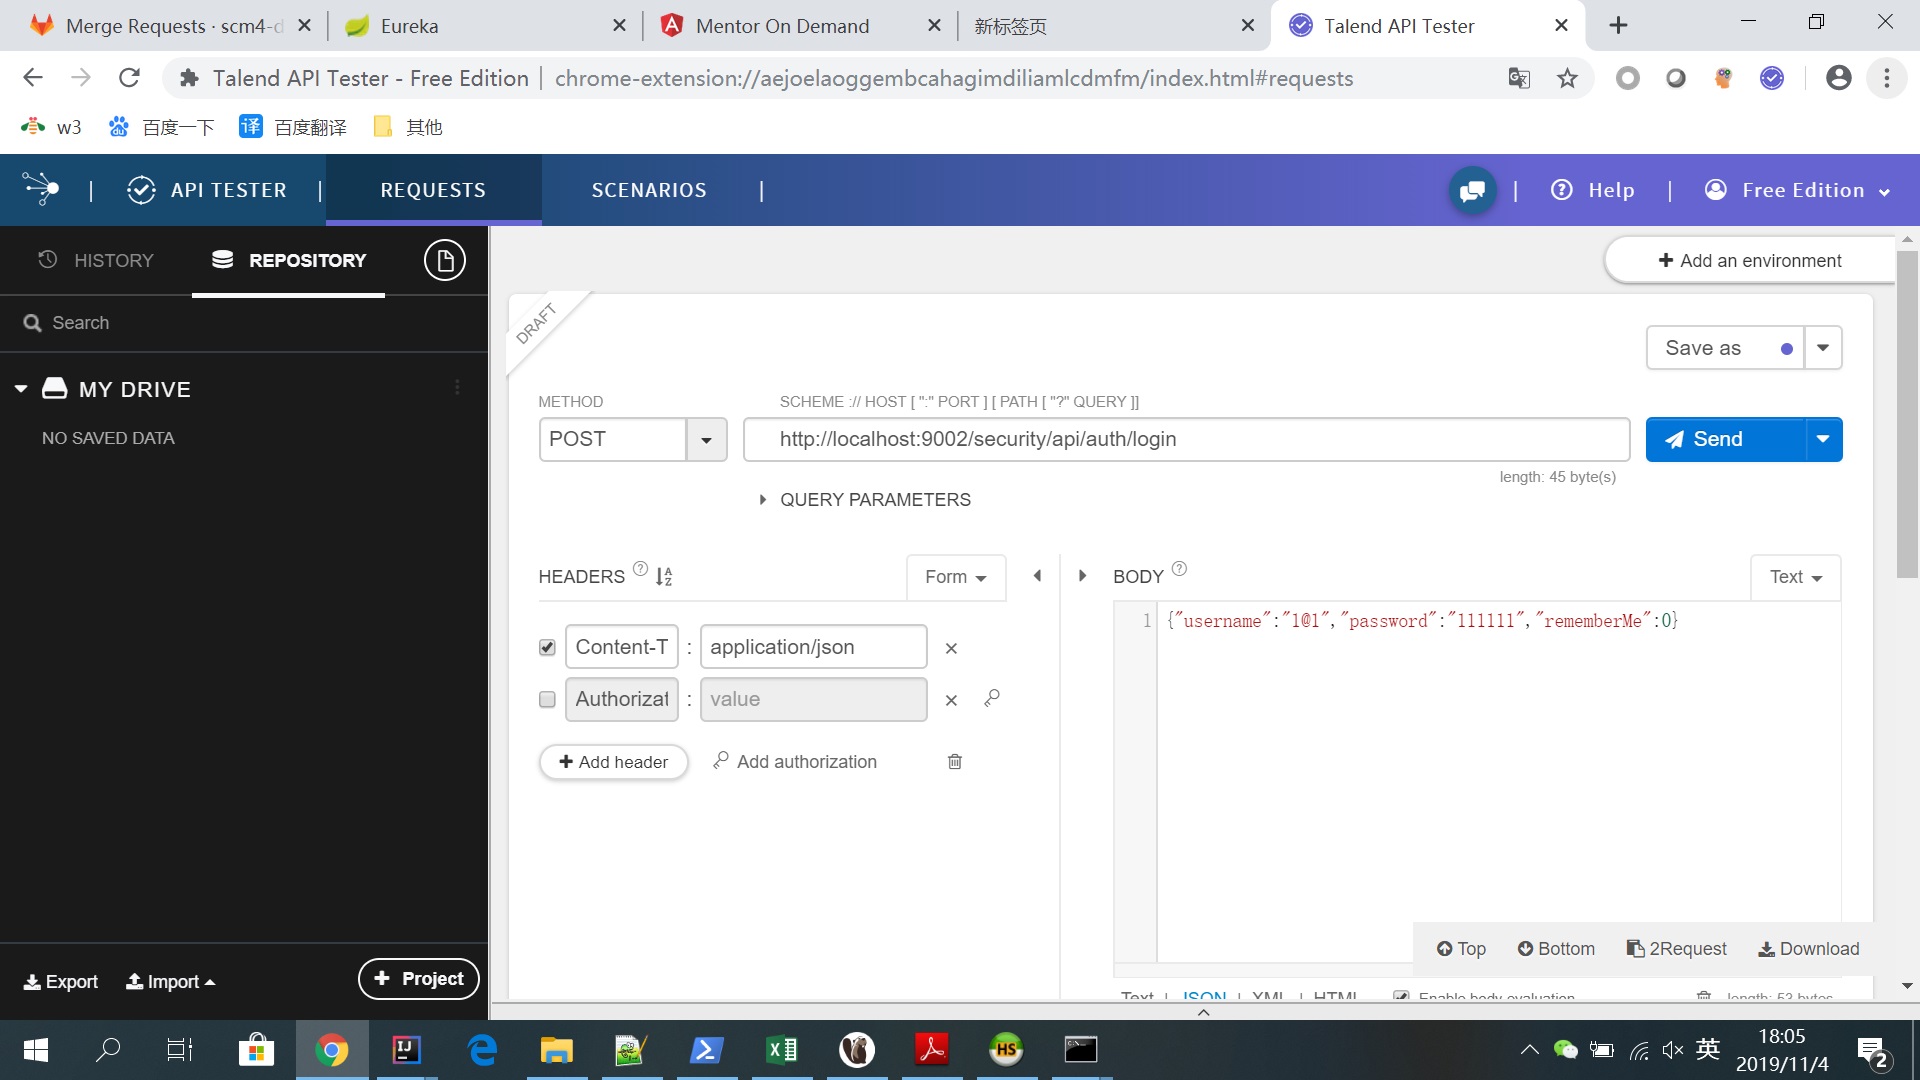 Merge Requests · scm4-d
Eureka
Mentor On Demand
新标签页
Talend API Tester
Talend API Tester - Free Edition
chrome-extension://aejoelaoggembcahagimdiliamlcdmfm/index.html#requests
w3
百度一下
译
百度翻译
其他
API TESTER
REQUESTS
SCENARIOS
Help
Free Edition
HISTORY
REPOSITORY
Add an environment
Search
DRAFT
Save as
MY DRIVE
NO SAVED DATA
METHOD
SCHEME :// HOST [ ":" PORT ] [ PATH [ "?" QUERY ]]
POST
http://localhost:9002/security/api/auth/login
Send
length: 45 byte(s)
QUERY PARAMETERS
HEADERS
Form
BODY
Text
1
{"username":"1@1","password":"111111","rememberMe":0}
Content-T
:
application/json
Authorizat
:
value
Add header
Add authorization
Top
Bottom
2Request
Download
Export
Import
Project
Text
JSON
XML
HTML
Enable body evaluation
length: 53 bytes
英
18:05
2019/11/4
2